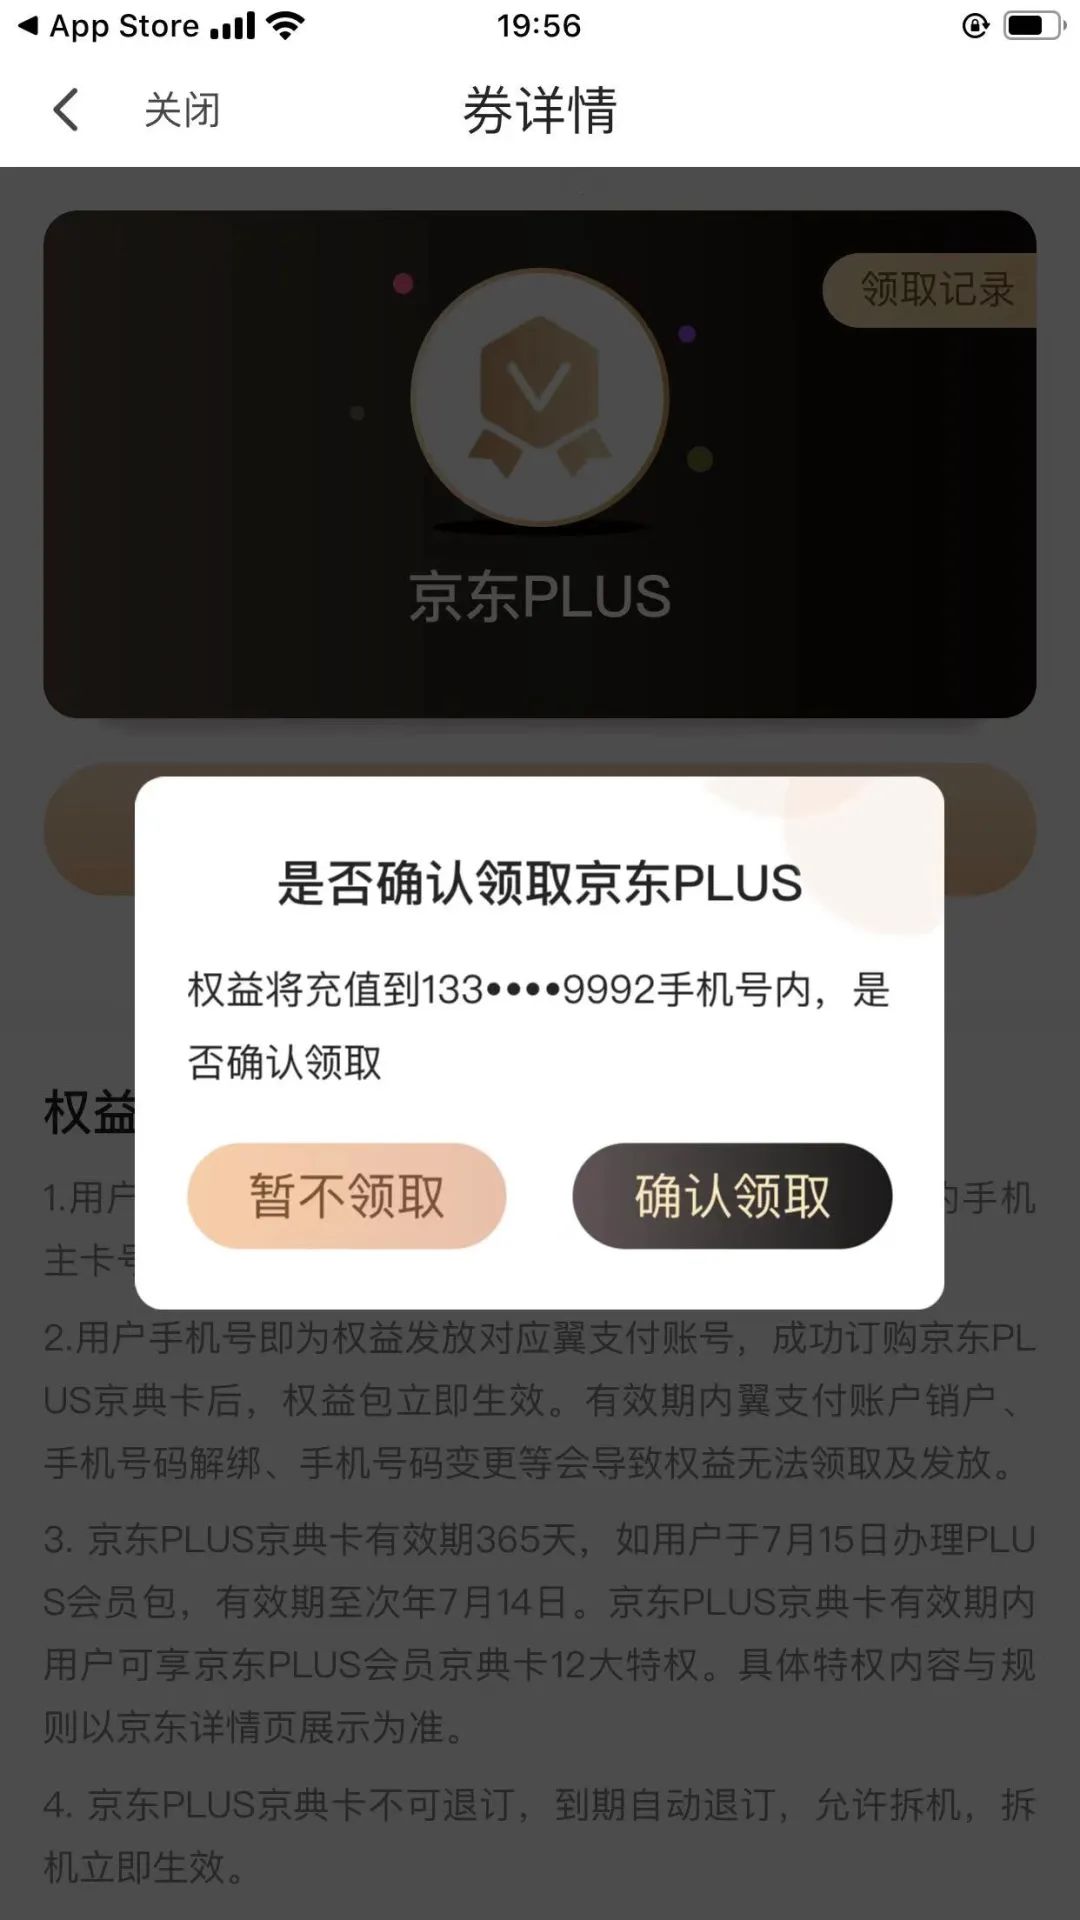 App Store
19:56
关闭
券详情
领取记录
京东PLUS
是否确认领取京东PLUS
权益将充值到133••••9992手机号内，是
否确认领取
暂不领取
确认领取
权益
1.用户
手机
主卡号
2.用户手机号即为权益发放对应翼支付账号，成功订购京东PL
US京典卡后，权益包立即生效。有效期内翼支付账户销户、
手机号码解绑、手机号码变更等会导致权益无法领取及发放。
3. 京东PLUS京典卡有效期365天，如用户于7月15日办理PLU
S会员包，有效期至次年7月14日。京东PLUS京典卡有效期内
用户可享京东PLUS会员京典卡12大特权。具体特权内容与规
则以京东详情页展示为准。
4. 京东PLUS京典卡不可退订，到期自动退订，允许拆机，拆
机立即生效。